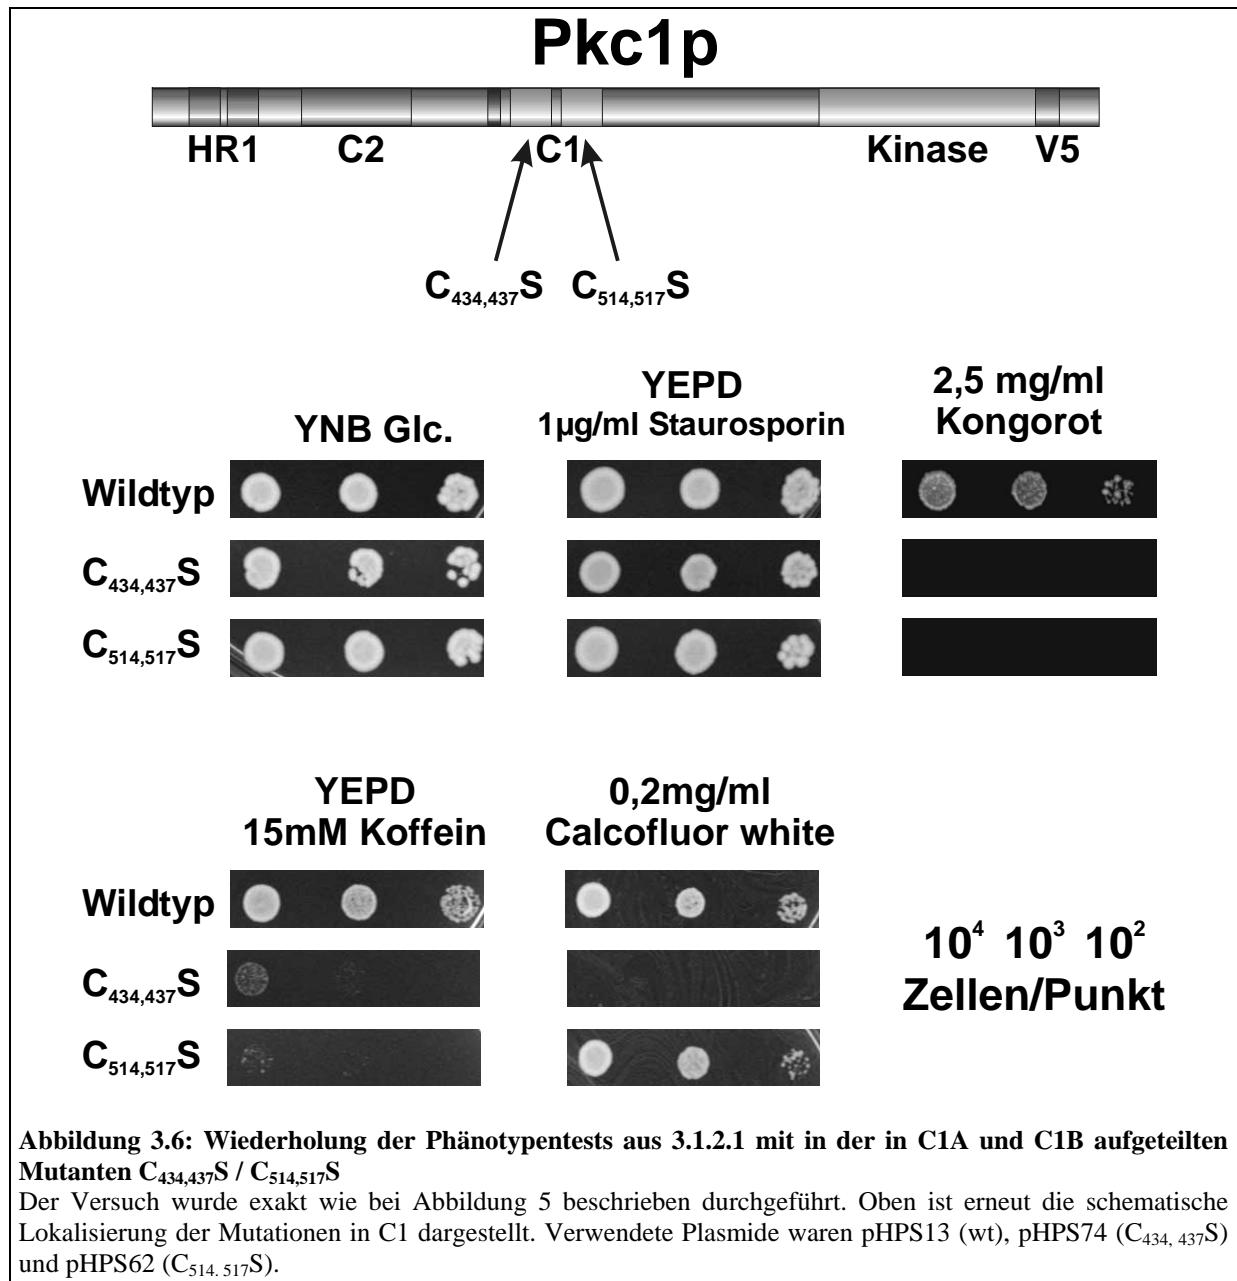 Pkc1p
HR1 C2 C1 Kinase V5
C434,437S C514,517S
YNB Glc.
YEPD
1µg/ml Staurosporin
2,5 mg/ml
Kongorot
Wildtyp
C434,437S
C514,517S
YEPD
15mM Koffein
0,2mg/ml
Calcofluor white
Wildtyp
C434,437S
C514,517S
10⁴ 10³ 10²
Zellen/Punkt
Abbildung 3.6: Wiederholung der Phänotypentests aus 3.1.2.1 mit in der in C1A und C1B aufgeteilten
Mutanten C434,437S / C514,517S
Der Versuch wurde exakt wie bei Abbildung 5 beschrieben durchgeführt. Oben ist erneut die schematische
Lokalisierung der Mutationen in C1 dargestellt. Verwendete Plasmide waren pHPS13 (wt), pHPS74 (C434, 437S)
und pHPS62 (C514. 517S).